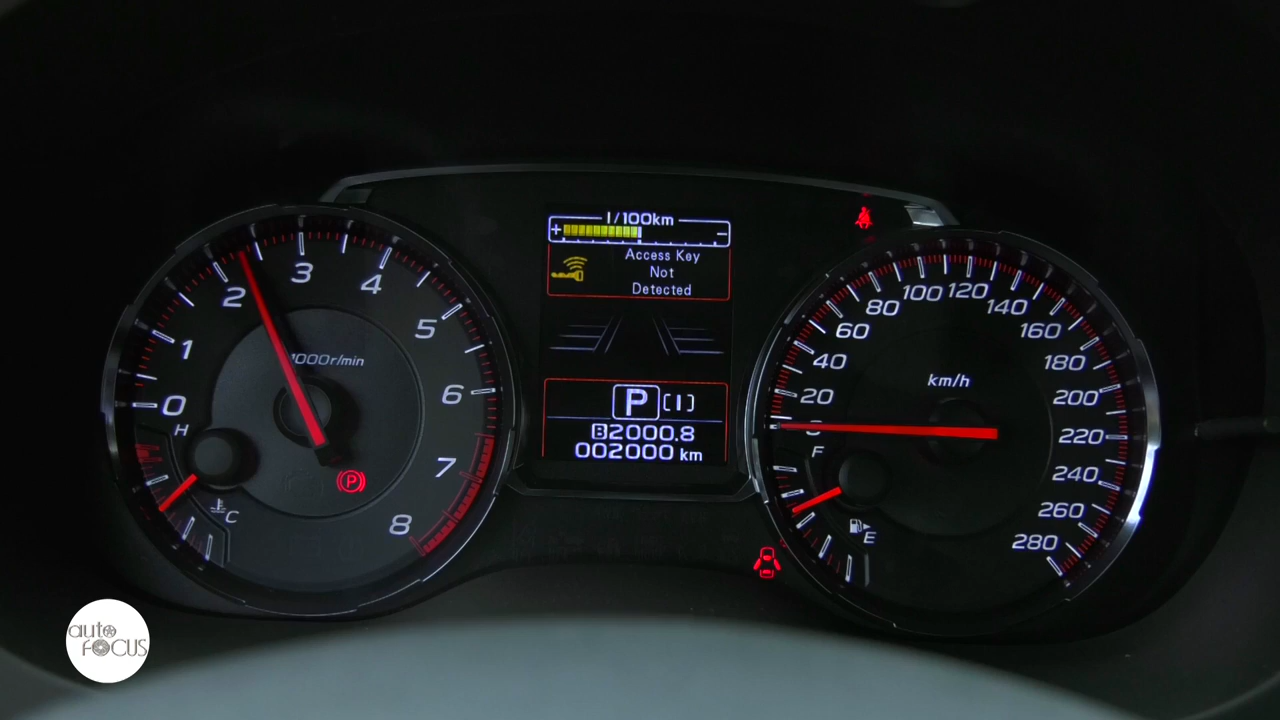 1/100km
+ −
Access Key
Not
Detected
P [1]
B2000.8
002000 km
0 1 2 3 4 5 6 7 8
1000r/min
H
C
P
0 20 40 60 80 100 120 140 160 180 200 220 240 260 280
km/h
F
E
auto
FOCUS